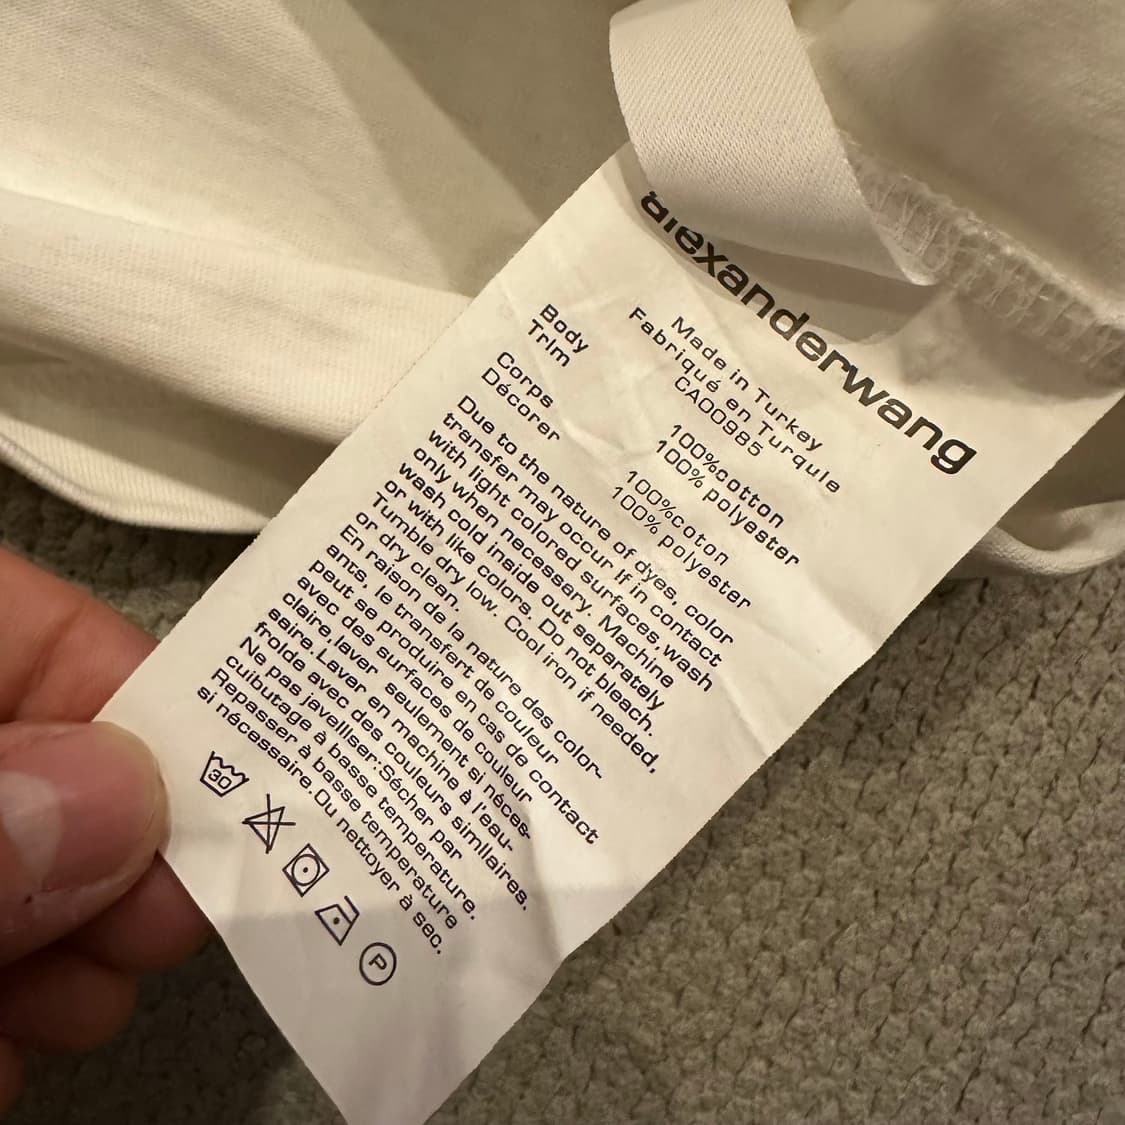 alexanderwang
Made in Turkey
Fabriqué en Turquie
CA00985
Body 100%cotton
Trim 100% polyester
Corps 100%coton
Décorer 100% polyester
Due to the nature of dyes, color
transfer may occur if in contact
with light colored surfaces,wash
only when necessery. Machine
wash cold inside out separately
or with like colors. Do not bleach.
Tumble dry low. Cool iron if needed,
or dry clean.
En raison de la nature des color-
ants, le transfert de couleur
peut se produire en cas de contact
avec des surfaces de couleur
claire,laver seulement si néces-
saire.Laver en machine à l'eau-
froide avec des couleurs similaires.
Ne pas javelliser:Sécher par
cuibutage à basse temperature.
Repasser à basse temperature
si nécessaire.Ou nettoyer à sec.
30
P